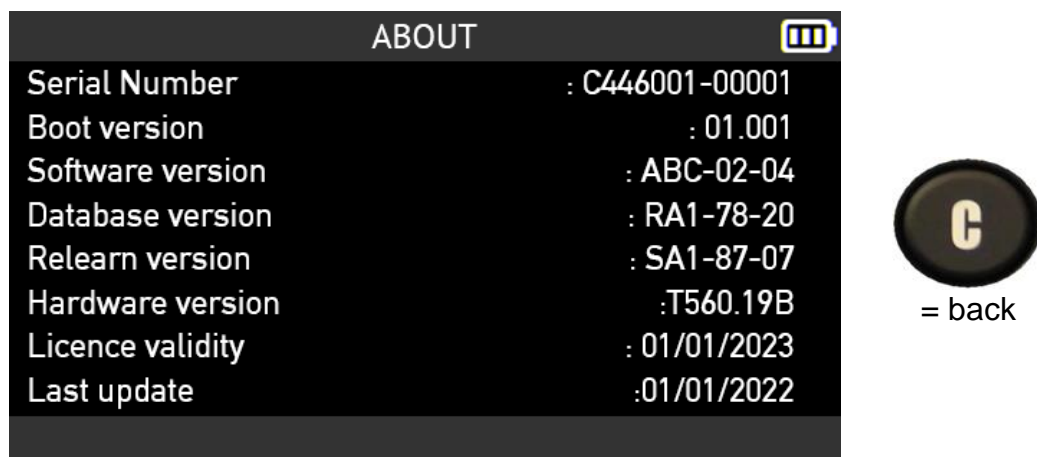 ABOUT
Serial Number : C446001-00001
Boot version : 01.001
Software version : ABC-02-04
Database version : RA1-78-20
Relearn version : SA1-87-07
Hardware version :T560.19B
Licence validity : 01/01/2023
Last update :01/01/2022
C
= back